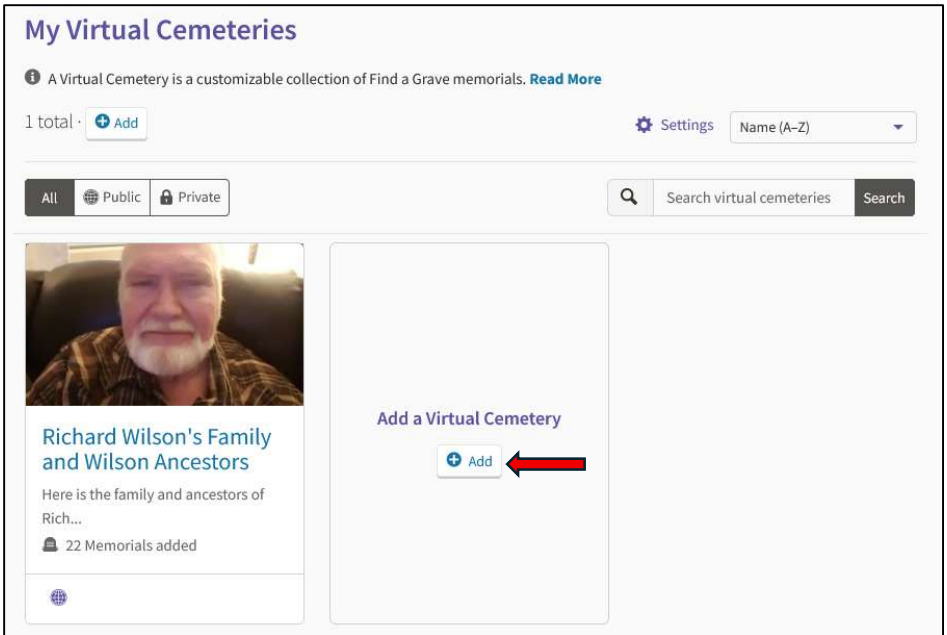 My Virtual Cemeteries
A Virtual Cemetery is a customizable collection of Find a Grave memorials. Read More
1 total · Add
Settings
Name (A–Z)
All
Public
Private
Search virtual cemeteries
Search
Richard Wilson's Family
and Wilson Ancestors
Here is the family and ancestors of
Rich...
22 Memorials added
Add a Virtual Cemetery
Add